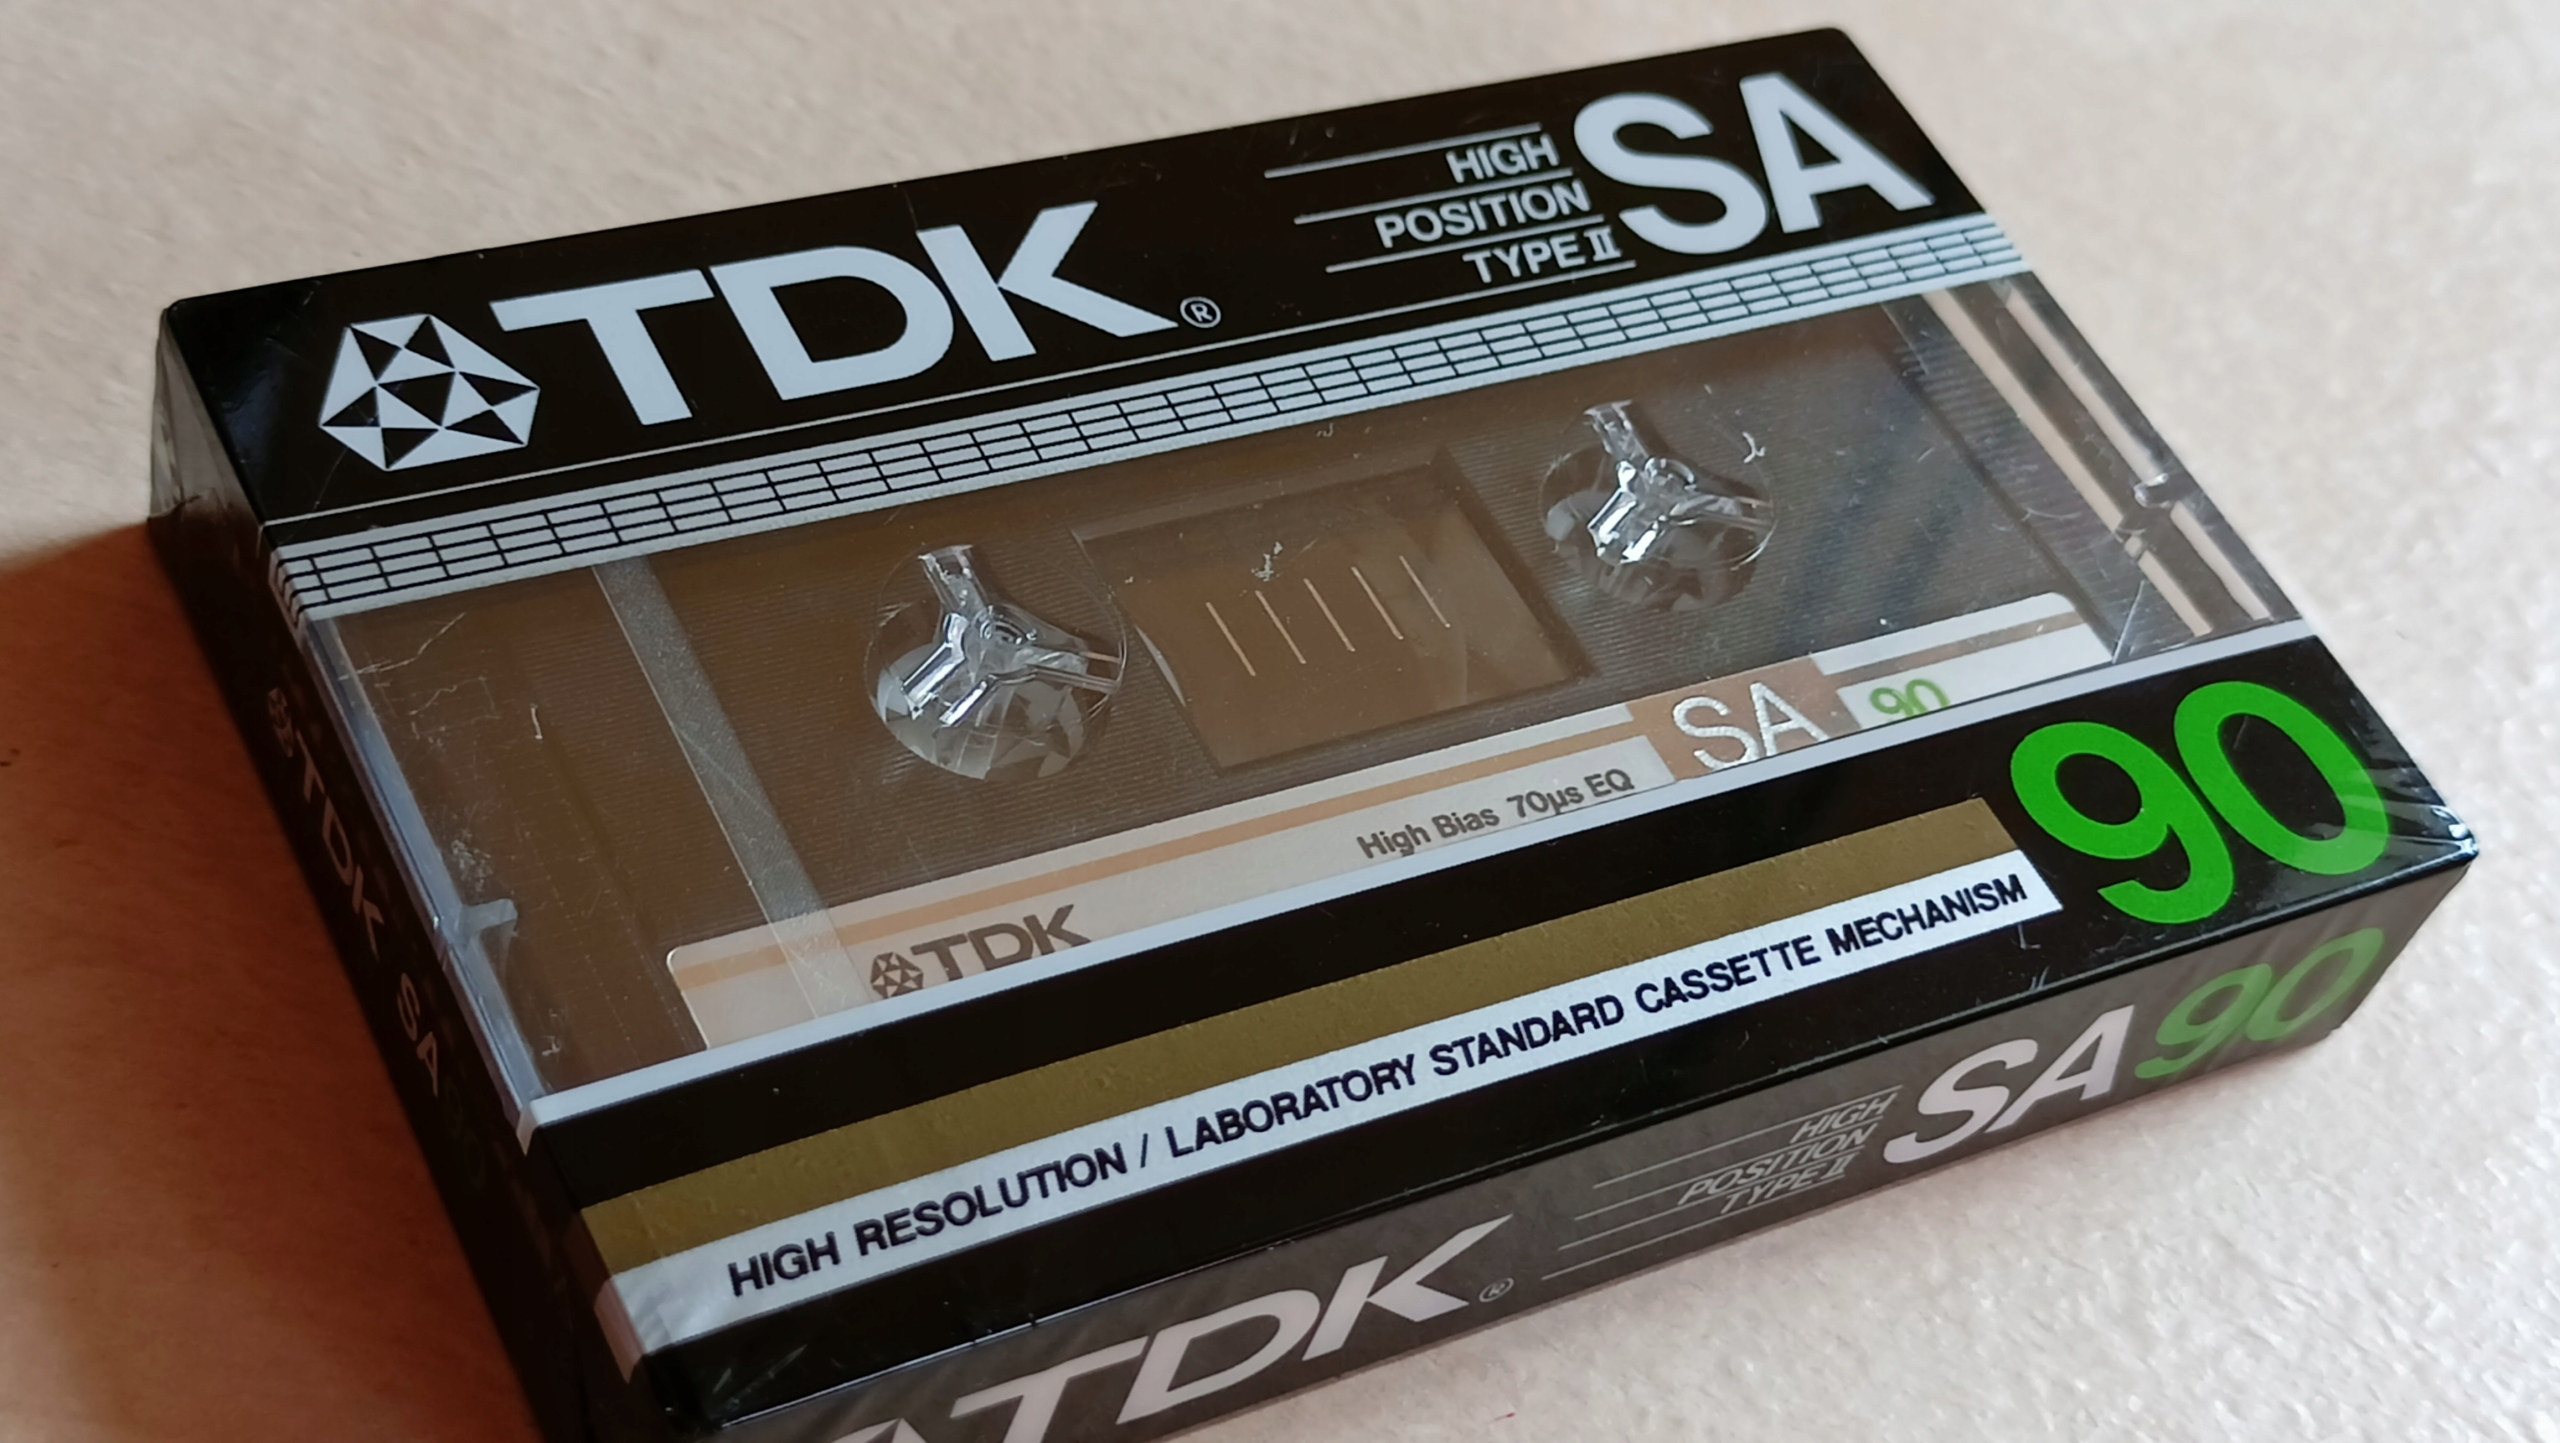 TDK®
HIGH
POSITION
TYPE II
SA
SA
90
High Bias 70µs EQ
TDK
90
HIGH RESOLUTION / LABORATORY STANDARD CASSETTE MECHANISM
TDK SA
TDK®
HIGH
POSITION
TYPE II
SA 90